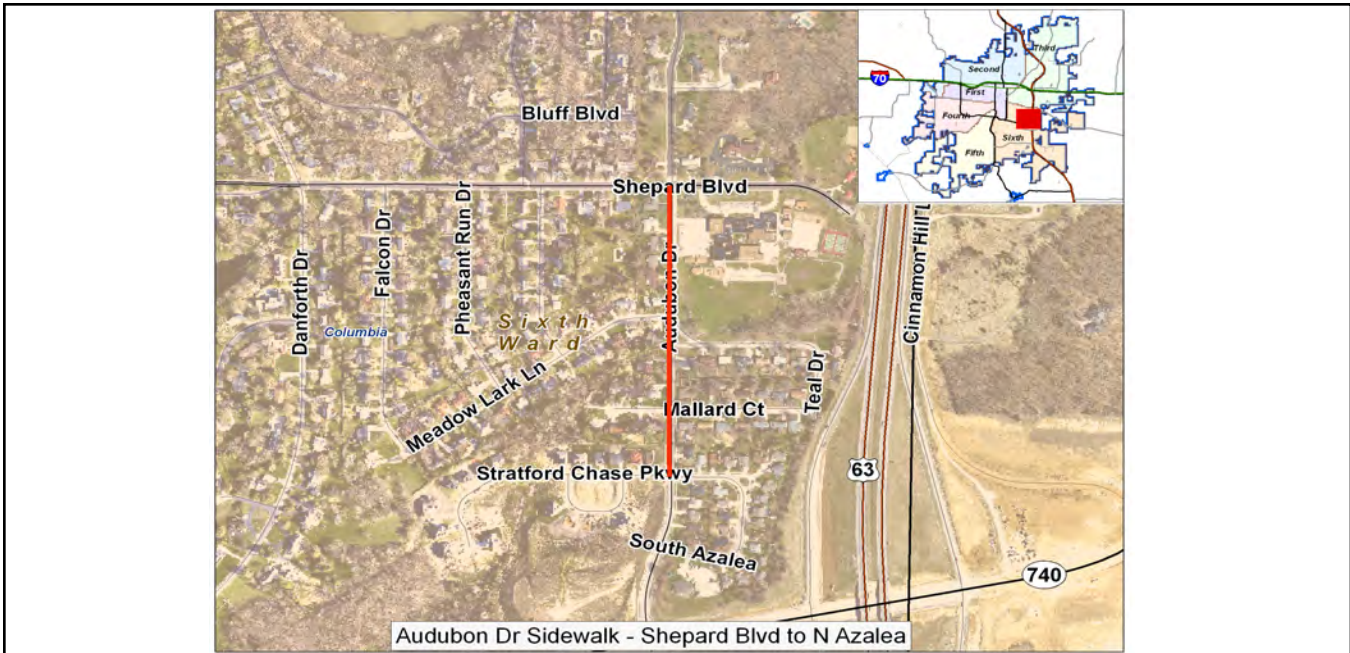 Third
Second
70
First
Fourth
Sixth
Fifth
Bluff Blvd
Shepard Blvd
Danforth Dr
Falcon Dr
Pheasant Run Dr
Audubon Dr
Cinnamon Hill
Columbia
Sixth
Ward
Meadow Lark Ln
Teal Dr
Mallard Ct
Stratford Chase Pkwy
63
South Azalea
740
Audubon Dr Sidewalk - Shepard Blvd to N Azalea